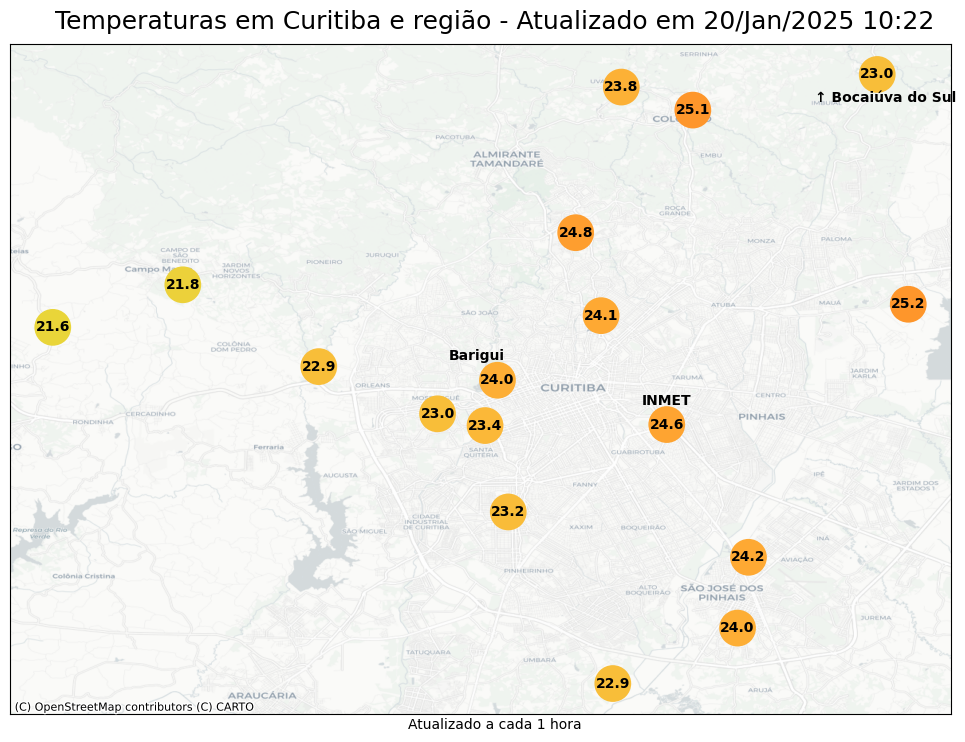 Temperaturas em Curitiba e região - Atualizado em 20/Jan/2025 10:22
SERRINHA
23.0
UVA
23.8
↑ Bocaiúva do Sul
25.1
COL
PACOTUBA
ALMIRANTE
TAMANDARÉ
EMBU
ROÇA
GRANDE
24.8
MONZA
PALOMA
CAMPO DE
SÃO
BENEDITO
JURUQUI
PIONEIRO
Campo M
JARDIM
NOVOS
HORIZONTES
21.8
25.2
MAUÁ
ATUBA
SÃO JOÃO
24.1
21.6
COLÔNIA
DOM PEDRO
Barigui
22.9
JARDIM
KARLA
24.0
TARUMÃ
ORLEANS
CURITIBA
CENTRO
INMET
23.0
CERCADINHO
RONDINHA
PINHAIS
23.4
24.6
Ferraria
SANTA
QUITÉRIA
GUABIROTUBA
AUGUSTA
IPÊ
FANNY
JARDIM DOS
ESTADOS I
23.2
CIDADE
INDUSTRIAL
DE CURITIBA
SÃO MIGUEL
XAXIM
BOQUEIRÃO
Represa do Rio
Verde
INÁ
24.2
AVIAÇÃO
Colônia Cristina
PINHEIRINHO
ALTO
BOQUEIRÃO
SÃO JOSÉ DOS
PINHAIS
JUREMA
24.0
TATUQUARA
UMBARÁ
22.9
ARUJÁ
ARAUCÁRIA
(C) OpenStreetMap contributors (C) CARTO
Atualizado a cada 1 hora